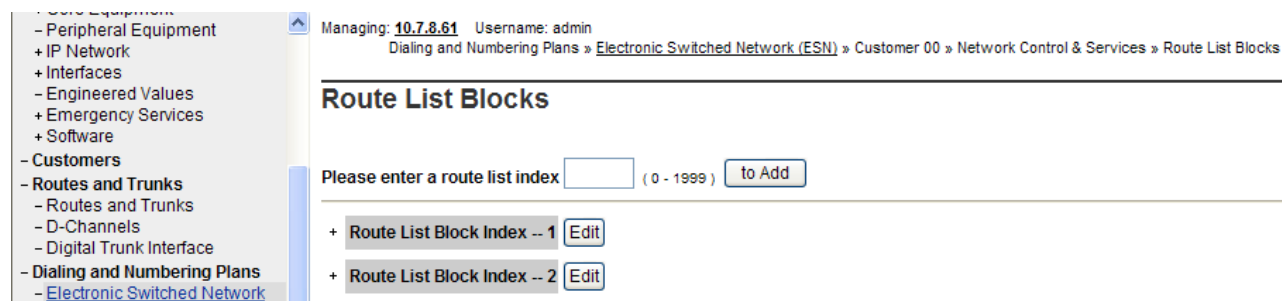 – Peripheral Equipment
+ IP Network
+ Interfaces
– Engineered Values
+ Emergency Services
+ Software
– Customers
– Routes and Trunks
– Routes and Trunks
– D-Channels
– Digital Trunk Interface
– Dialing and Numbering Plans
– Electronic Switched Network
Managing: 10.7.8.61 Username: admin
Dialing and Numbering Plans » Electronic Switched Network (ESN) » Customer 00 » Network Control & Services » Route List Blocks
Route List Blocks
Please enter a route list index ( 0 - 1999 ) to Add
+ Route List Block Index -- 1 Edit
+ Route List Block Index -- 2 Edit